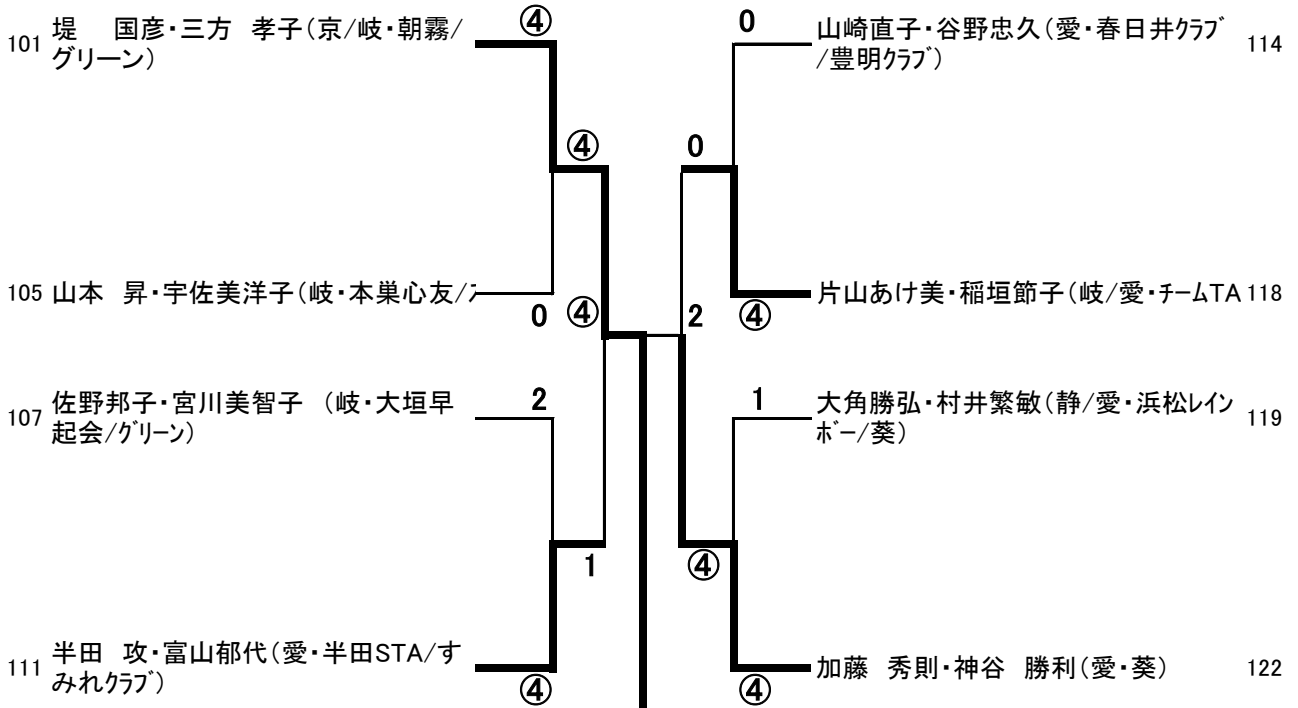 101 堤　国彦・三方　孝子(京/岐・朝霧/
グリーン)
④
0
山崎直子・谷野忠久(愛・春日井ｸﾗﾌﾞ
/豊明ｸﾗﾌﾞ)
114
④
0
105 山本　昇・宇佐美洋子(岐・本巣心友/
0
④
2
④
片山あけ美・稲垣節子(岐/愛・ﾁｰﾑTA 118
107 佐野邦子・宮川美智子　(岐・大垣早
起会/ｸﾞﾘｰﾝ)
2
1
大角勝弘・村井繁敏(静/愛・浜松ﾚｲﾝ
ﾎﾞｰ/葵)
119
1
④
111 半田　攻・富山郁代(愛・半田STA/す
みれｸﾗﾌﾞ)
④
④
加藤　秀則・神谷　勝利(愛・葵)
122